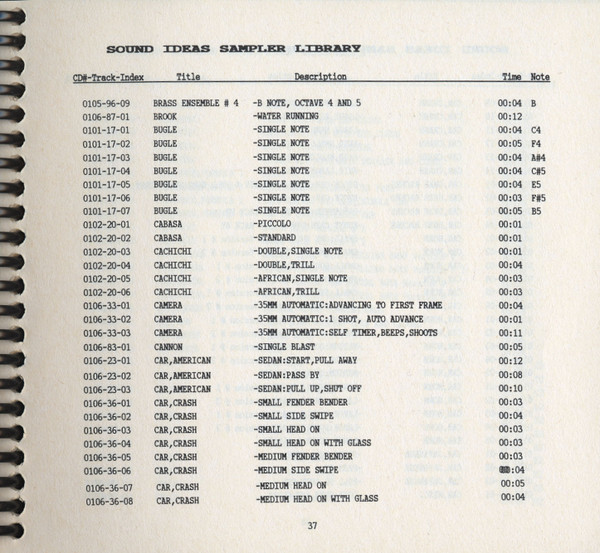 SOUND IDEAS SAMPLER LIBRARY
CD#-Track-Index Title Description Time Note
0105-96-09 BRASS ENSEMBLE # 4 -B NOTE, OCTAVE 4 AND 5 00:04 B
0106-87-01 BROOK -WATER RUNNING 00:12
0101-17-01 BUGLE -SINGLE NOTE 00:04 C4
0101-17-02 BUGLE -SINGLE NOTE 00:05 F4
0101-17-03 BUGLE -SINGLE NOTE 00:04 A#4
0101-17-04 BUGLE -SINGLE NOTE 00:04 C#5
0101-17-05 BUGLE -SINGLE NOTE 00:04 E5
0101-17-06 BUGLE -SINGLE NOTE 00:03 F#5
0101-17-07 BUGLE -SINGLE NOTE 00:05 B5
0102-20-01 CABASA -PICCOLO 00:01
0102-20-02 CABASA -STANDARD 00:01
0102-20-03 CACHICHI -DOUBLE,SINGLE NOTE 00:01
0102-20-04 CACHICHI -DOUBLE,TRILL 00:04
0102-20-05 CACHICHI -AFRICAN,SINGLE NOTE 00:03
0102-20-06 CACHICHI -AFRICAN,TRILL 00:03
0106-33-01 CAMERA -35MM AUTOMATIC:ADVANCING TO FIRST FRAME 00:04
0106-33-02 CAMERA -35MM AUTOMATIC:1 SHOT, AUTO ADVANCE 00:01
0106-33-03 CAMERA -35MM AUTOMATIC:SELF TIMER,BEEPS,SHOOTS 00:11
0106-83-01 CANNON -SINGLE BLAST 00:05
0106-23-01 CAR,AMERICAN -SEDAN:START,PULL AWAY 00:12
0106-23-02 CAR,AMERICAN -SEDAN:PASS BY 00:08
0106-23-03 CAR,AMERICAN -SEDAN:PULL UP,SHUT OFF 00:10
0106-36-01 CAR,CRASH -SMALL FENDER BENDER 00:03
0106-36-02 CAR,CRASH -SMALL SIDE SWIPE 00:04
0106-36-03 CAR,CRASH -SMALL HEAD ON 00:03
0106-36-04 CAR,CRASH -SMALL HEAD ON WITH GLASS 00:03
0106-36-05 CAR,CRASH -MEDIUM FENDER BENDER 00:03
0106-36-06 CAR,CRASH -MEDIUM SIDE SWIPE 00:04
0106-36-07 CAR,CRASH -MEDIUM HEAD ON 00:05
0106-36-08 CAR,CRASH -MEDIUM HEAD ON WITH GLASS 00:04
37